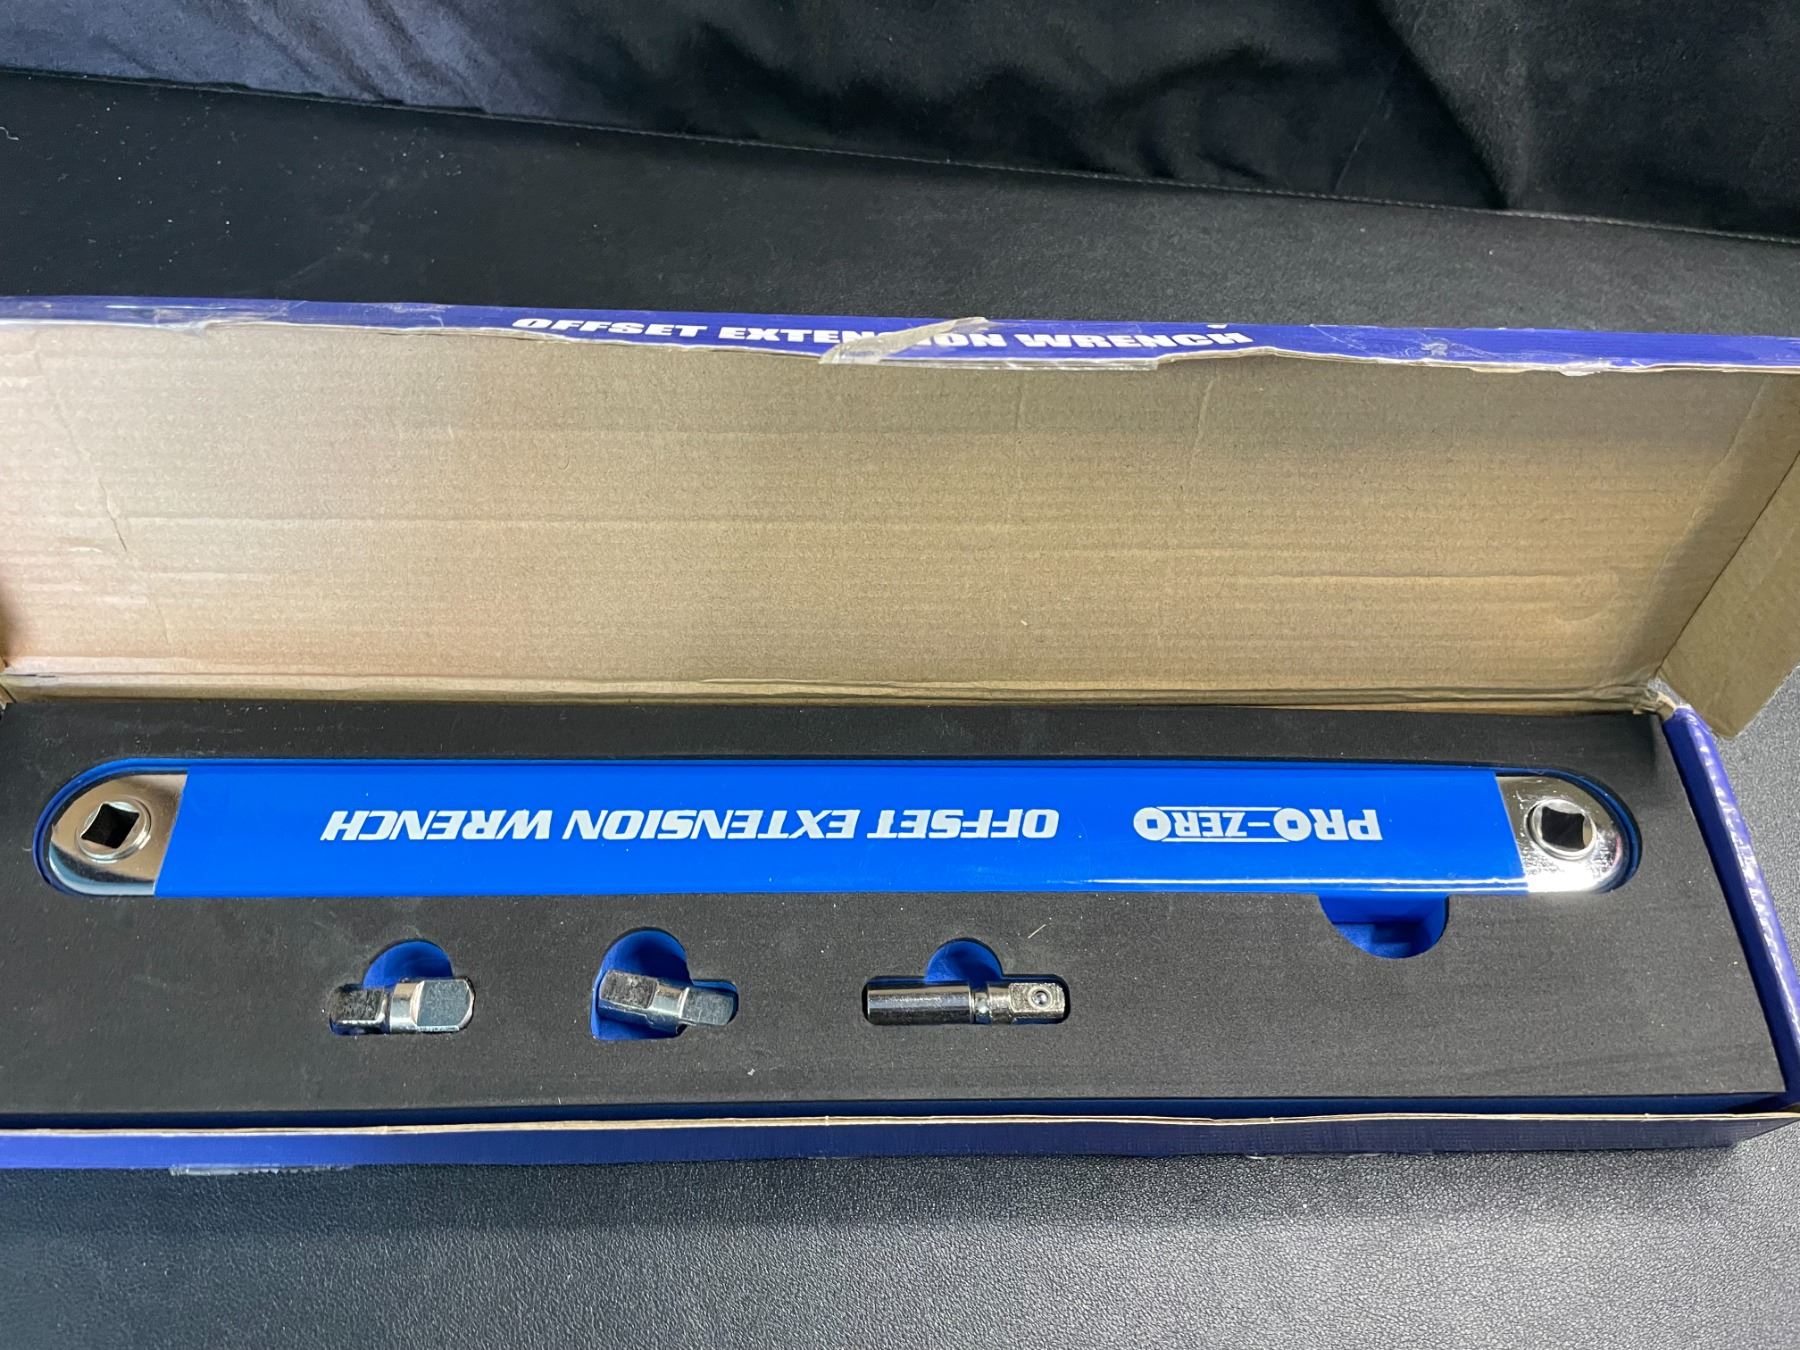 OFFSET EXTENSION WRENCH
PRO-ZERO OFFSET EXTENSION WRENCH